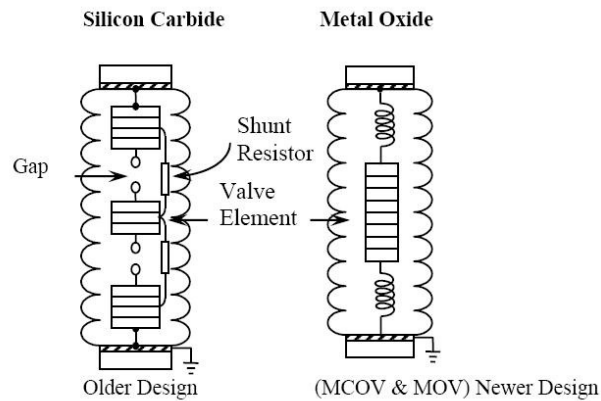 Silicon Carbide
Metal Oxide
Shunt
Resistor
Gap
Valve
Element
Older Design
(MCOV & MOV) Newer Design